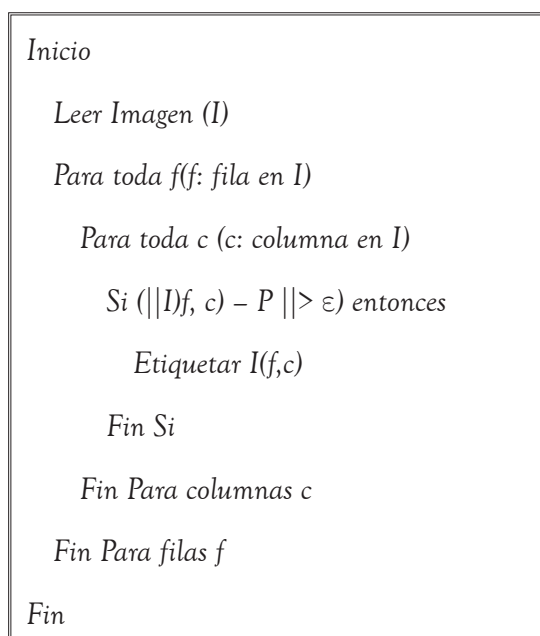 Inicio
Leer Imagen (I)
Para toda f(f: fila en I)
Para toda c (c: columna en I)
Si (||I)f, c) – P ||> ε) entonces
Etiquetar I(f,c)
Fin Si
Fin Para columnas c
Fin Para filas f
Fin